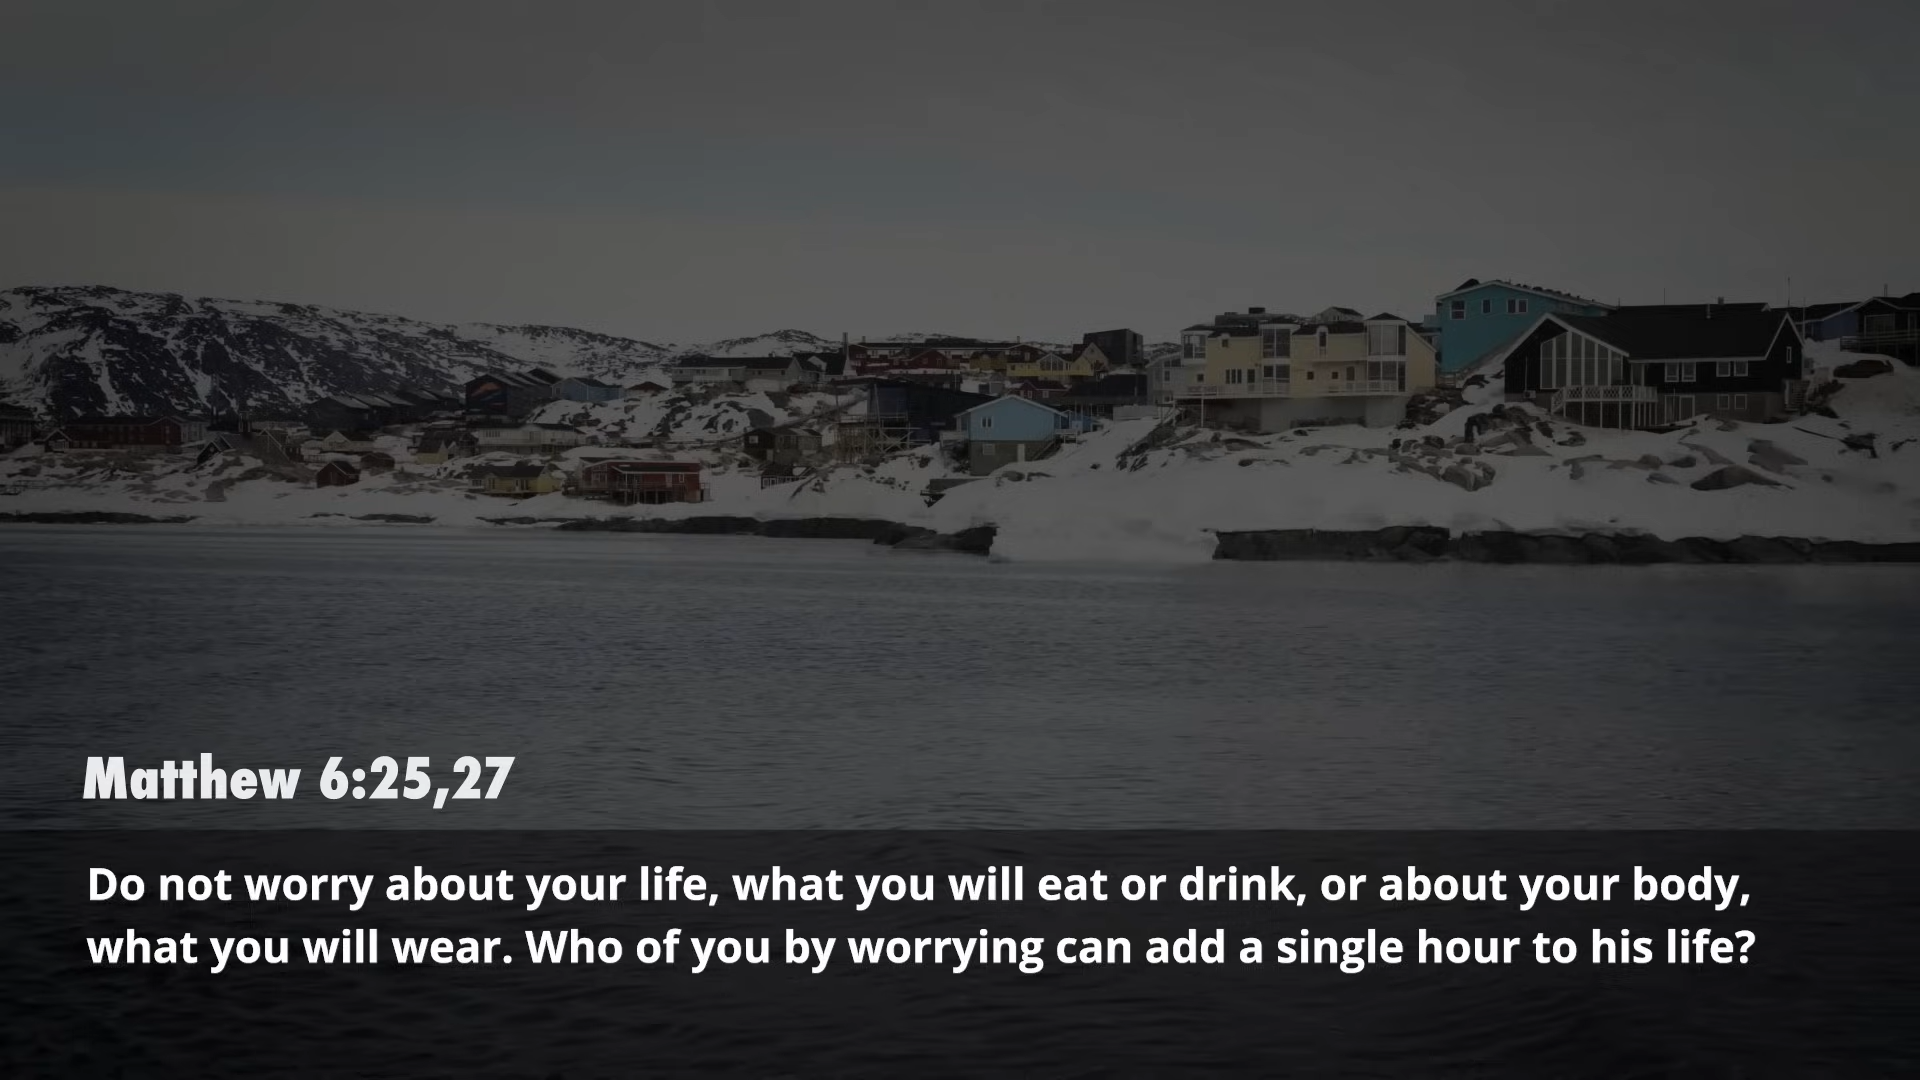 Matthew 6:25,27
Do not worry about your life, what you will eat or drink, or about your body,
what you will wear. Who of you by worrying can add a single hour to his life?